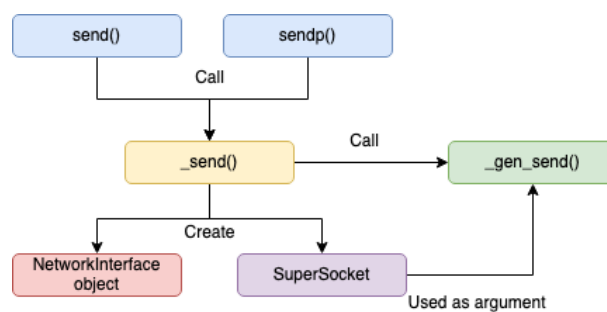 send()
sendp()
Call
_send()
Call
_gen_send()
Create
NetworkInterface
object
SuperSocket
Used as argument